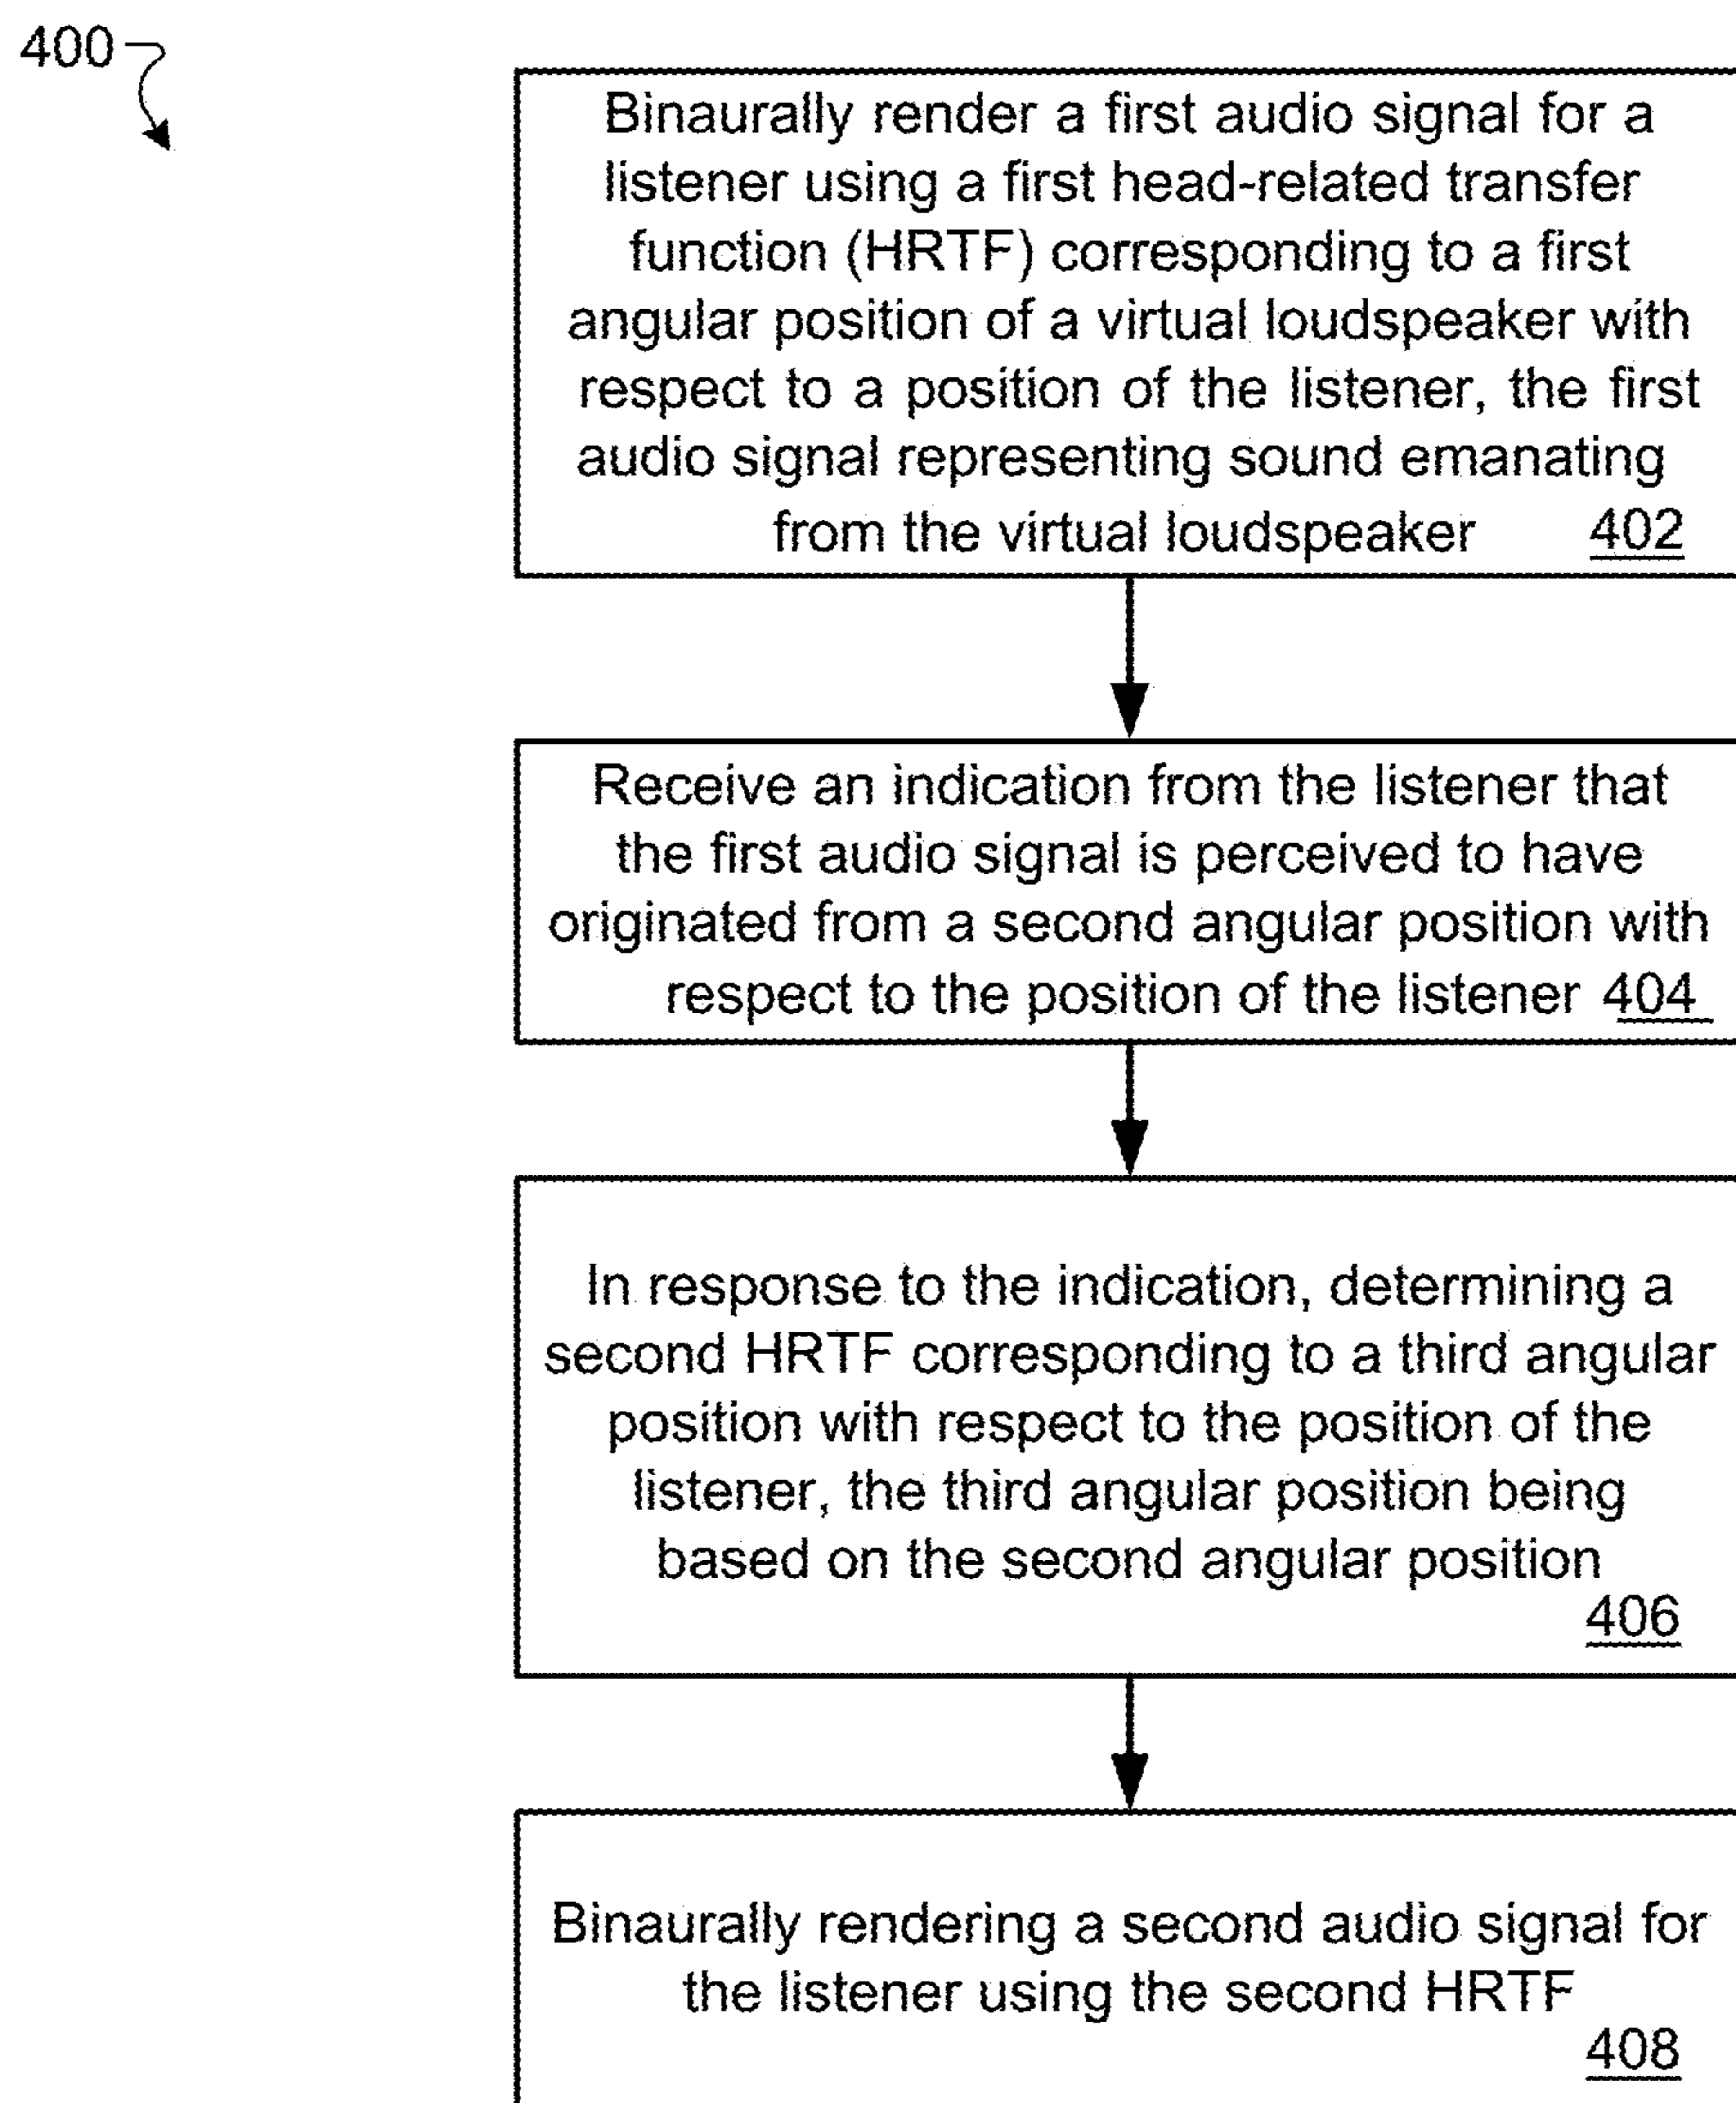 400
Binaurally render a first audio signal for a
listener using a first head-related transfer
function (HRTF) corresponding to a first
angular position of a virtual loudspeaker with
respect to a position of the listener, the first
audio signal representing sound emanating
from the virtual loudspeaker 402
Receive an indication from the listener that
the first audio signal is perceived to have
originated from a second angular position with
respect to the position of the listener 404
In response to the indication, determining a
second HRTF corresponding to a third angular
position with respect to the position of the
listener, the third angular position being
based on the second angular position
406
Binaurally rendering a second audio signal for
the listener using the second HRTF
408